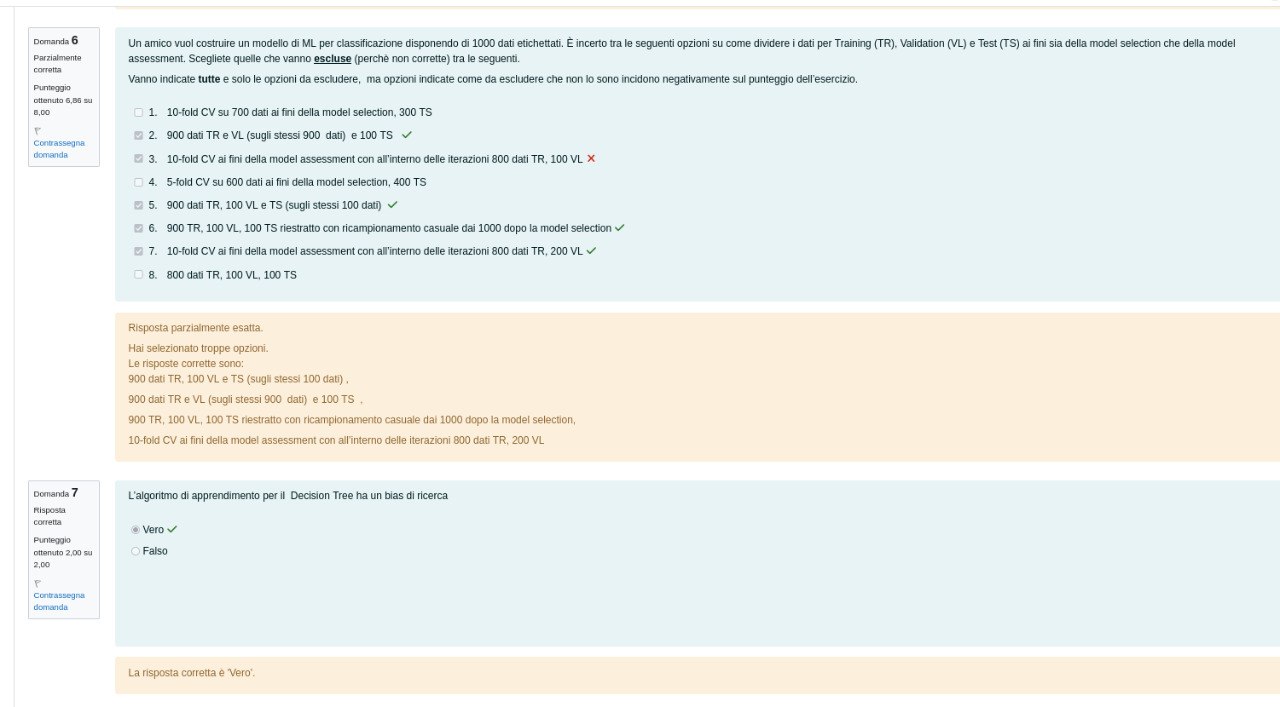 Domanda 6
Parzialmente
corretta
Punteggio
ottenuto 6,86 su
8,00
Contrassegna
domanda
Un amico vuol costruire un modello di ML per classificazione disponendo di 1000 dati etichettati. È incerto tra le seguenti opzioni su come dividere i dati per Training (TR), Validation (VL) e Test (TS) ai fini sia della model selection che della model
assessment. Scegliete quelle che vanno escluse (perchè non corrette) tra le seguenti.
Vanno indicate tutte e solo le opzioni da escludere, ma opzioni indicate come da escludere che non lo sono incidono negativamente sul punteggio dell'esercizio.
1. 10-fold CV su 700 dati ai fini della model selection, 300 TS
2. 900 dati TR e VL (sugli stessi 900 dati) e 100 TS
3. 10-fold CV ai fini della model assessment con all'interno delle iterazioni 800 dati TR, 100 VL
4. 5-fold CV su 600 dati ai fini della model selection, 400 TS
5. 900 dati TR, 100 VL e TS (sugli stessi 100 dati)
6. 900 TR, 100 VL, 100 TS riestratto con ricampionamento casuale dai 1000 dopo la model selection
7. 10-fold CV ai fini della model assessment con all'interno delle iterazioni 800 dati TR, 200 VL
8. 800 dati TR, 100 VL, 100 TS
Risposta parzialmente esatta.
Hai selezionato troppe opzioni.
Le risposte corrette sono:
900 dati TR, 100 VL e TS (sugli stessi 100 dati) ,
900 dati TR e VL (sugli stessi 900 dati) e 100 TS ,
900 TR, 100 VL, 100 TS riestratto con ricampionamento casuale dai 1000 dopo la model selection,
10-fold CV ai fini della model assessment con all'interno delle iterazioni 800 dati TR, 200 VL
Domanda 7
Risposta
corretta
Punteggio
ottenuto 2,00 su
2,00
Contrassegna
domanda
L'algoritmo di apprendimento per il Decision Tree ha un bias di ricerca
Vero
Falso
La risposta corretta è 'Vero'.